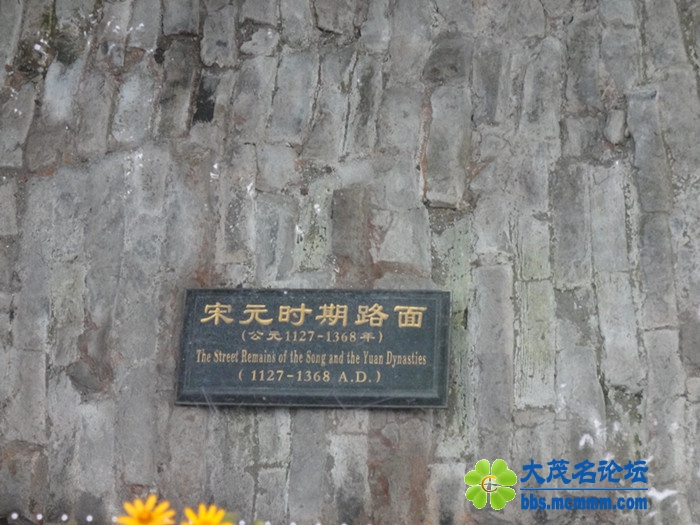 宋元时期路面
(公元1127-1368年)
The Street Remains of the Song and the Yuan Dynasties
(1127-1368 A.D.)
大茂名论坛
bbs.mcmmm.com